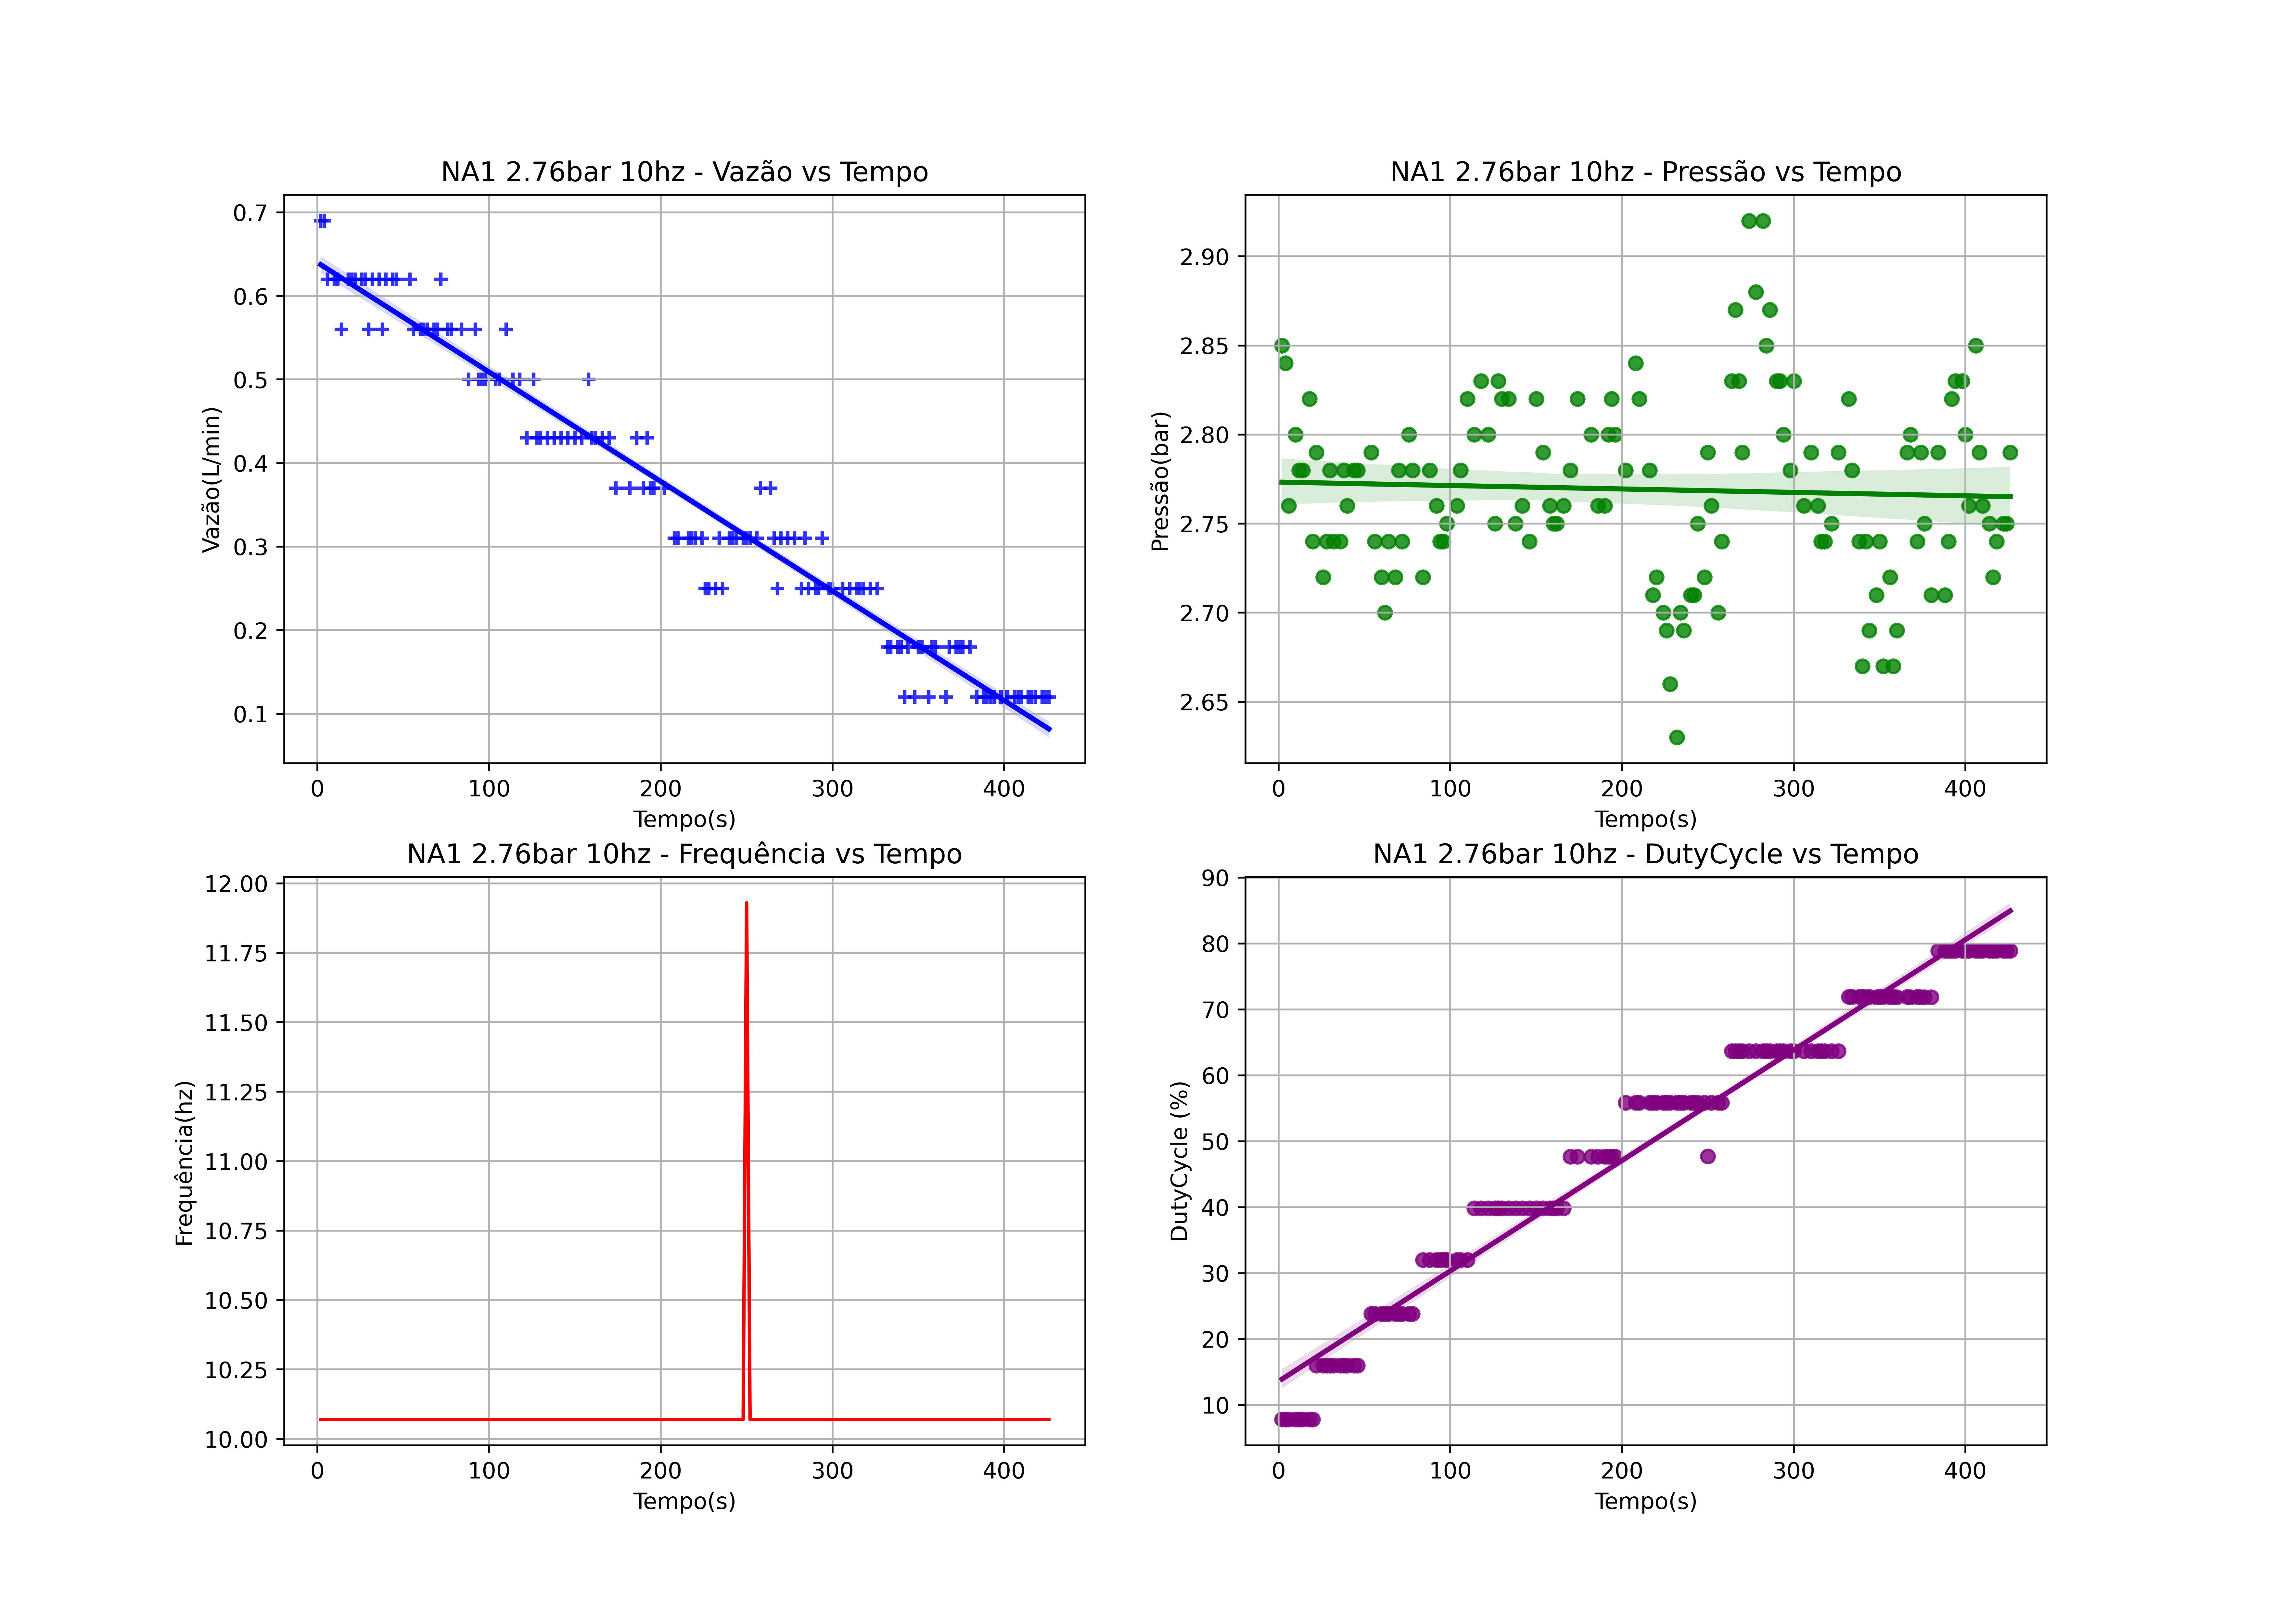 NA1 2.76bar 10hz - Vazão vs Tempo
0.7
0.6
0.5
0.4
0.3
0.2
0.1
Vazão(L/min)
0 100 200 300 400
Tempo(s)
NA1 2.76bar 10hz - Pressão vs Tempo
2.90
2.85
2.80
2.75
2.70
2.65
Pressão(bar)
0 100 200 300 400
Tempo(s)
NA1 2.76bar 10hz - Frequência vs Tempo
12.00
11.75
11.50
11.25
11.00
10.75
10.50
10.25
10.00
Frequência(hz)
0 100 200 300 400
Tempo(s)
NA1 2.76bar 10hz - DutyCycle vs Tempo
90
80
70
60
50
40
30
20
10
DutyCycle (%)
0 100 200 300 400
Tempo(s)